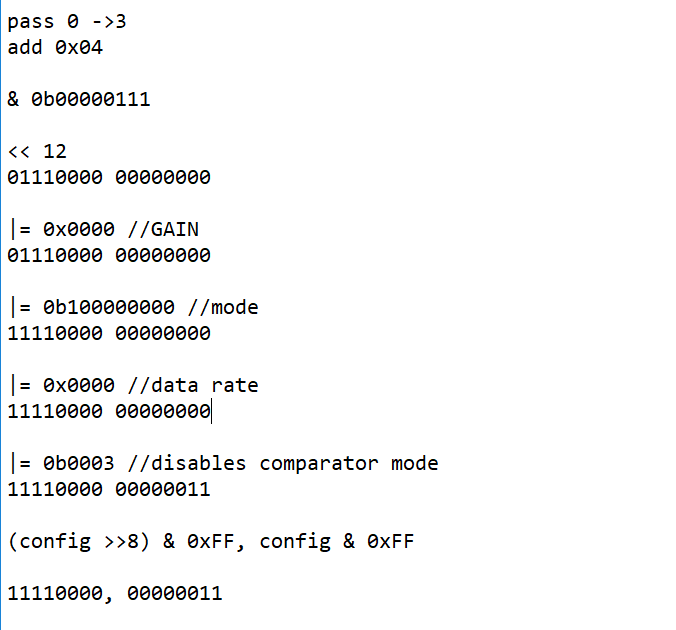 pass 0 ->3
add 0x04
& 0b00000111
<< 12
01110000 00000000
|= 0x0000 //GAIN
01110000 00000000
|= 0b100000000 //mode
11110000 00000000
|= 0x0000 //data rate
11110000 00000000
|= 0b0003 //disables comparator mode
11110000 00000011
(config >>8) & 0xFF, config & 0xFF
11110000, 00000011